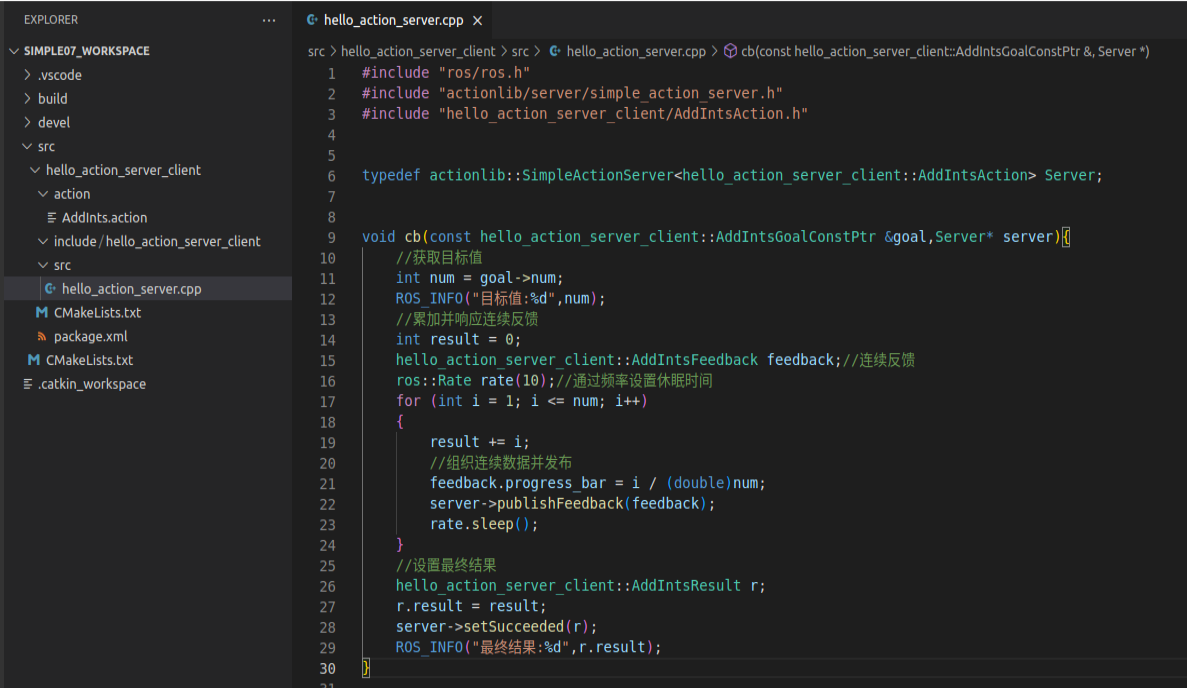 EXPLORER
SIMPLE07_WORKSPACE
.vscode
build
devel
src
hello_action_server_client
action
AddInts.action
include/hello_action_server_client
src
hello_action_server.cpp
CMakeLists.txt
package.xml
CMakeLists.txt
.catkin_workspace
hello_action_server.cpp
src > hello_action_server_client > src > hello_action_server.cpp > cb(const hello_action_server_client::AddIntsGoalConstPtr &, Server *)
1 #include "ros/ros.h"
2 #include "actionlib/server/simple_action_server.h"
3 #include "hello_action_server_client/AddIntsAction.h"
4
5
6 typedef actionlib::SimpleActionServer<hello_action_server_client::AddIntsAction> Server;
7
8
9 void cb(const hello_action_server_client::AddIntsGoalConstPtr &goal,Server* server){
10 //获取目标值
11 int num = goal->num;
12 ROS_INFO("目标值:%d",num);
13 //累加并响应连续反馈
14 int result = 0;
15 hello_action_server_client::AddIntsFeedback feedback;//连续反馈
16 ros::Rate rate(10);//通过频率设置休眠时间
17 for (int i = 1; i <= num; i++)
18 {
19 result += i;
20 //组织连续数据并发布
21 feedback.progress_bar = i / (double)num;
22 server->publishFeedback(feedback);
23 rate.sleep();
24 }
25 //设置最终结果
26 hello_action_server_client::AddIntsResult r;
27 r.result = result;
28 server->setSucceeded(r);
29 ROS_INFO("最终结果:%d",r.result);
30 }
31